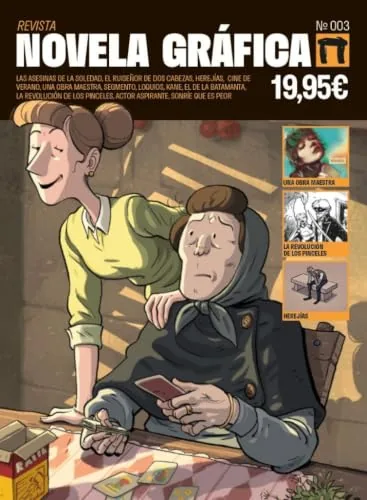 REVISTA
Nº 003
NOVELA GRÁFICA
LAS ASESINAS DE LA SOLEDAD, EL RUISEÑOR DE DOS CABEZAS, HEREJÍAS, CINE DE
VERANO, UNA OBRA MAESTRA, SEGMENTO, LOQUIOS, KANE, EL DE LA BATAMANTA,
LA REVOLUCIÓN DE LOS PINCELES, ACTOR ASPIRANTE, SONRÍE QUE ES PEOR
19,95€
UNA OBRA MAESTRA
LA REVOLUCIÓN
DE LOS PINCELES
HEREJÍAS